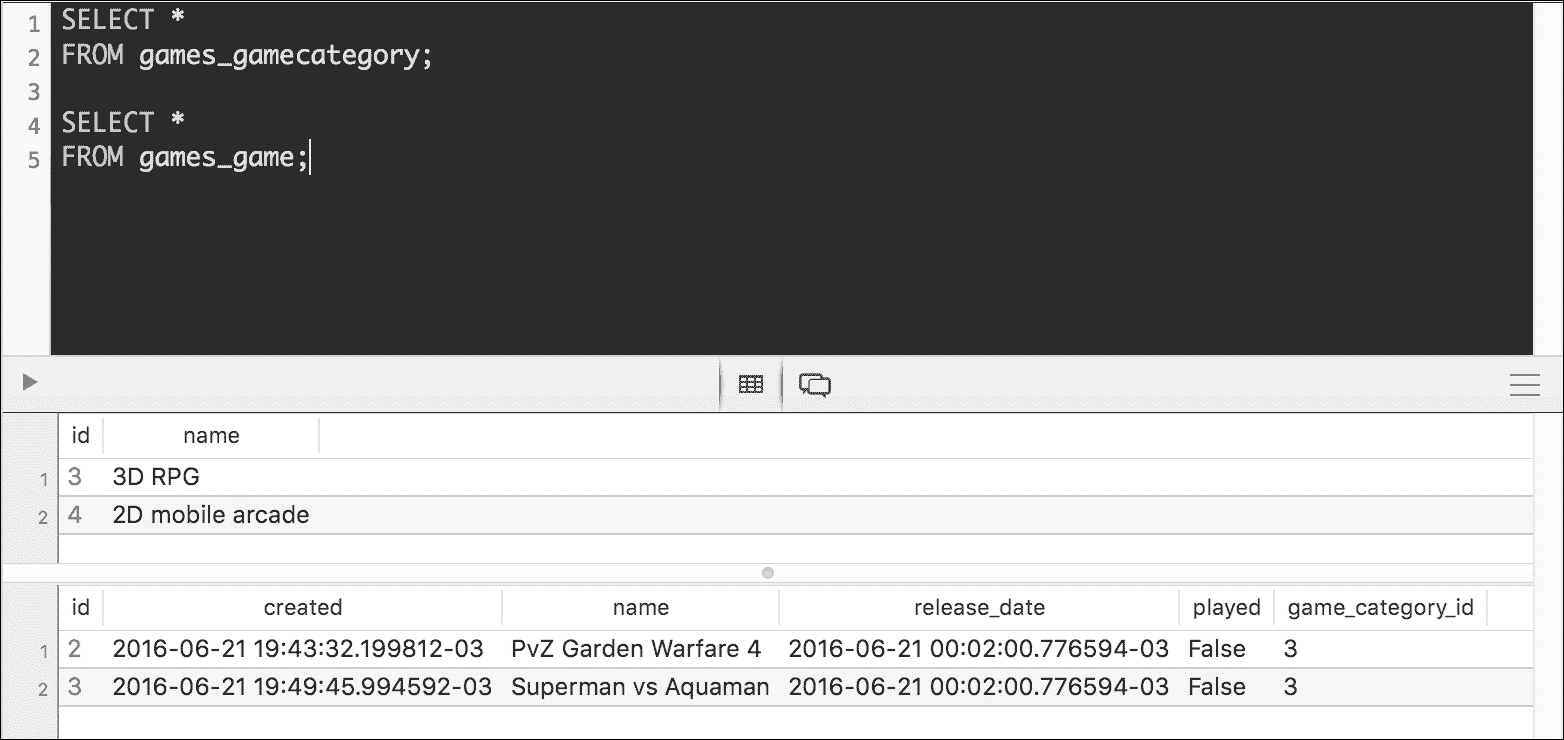 1 SELECT *
2 FROM games_gamecategory;
3
4 SELECT *
5 FROM games_game;
id name
1 3 3D RPG
2 4 2D mobile arcade
id created name release_date played game_category_id
1 2 2016-06-21 19:43:32.199812-03 PvZ Garden Warfare 4 2016-06-21 00:02:00.776594-03 False 3
2 3 2016-06-21 19:49:45.994592-03 Superman vs Aquaman 2016-06-21 00:02:00.776594-03 False 3